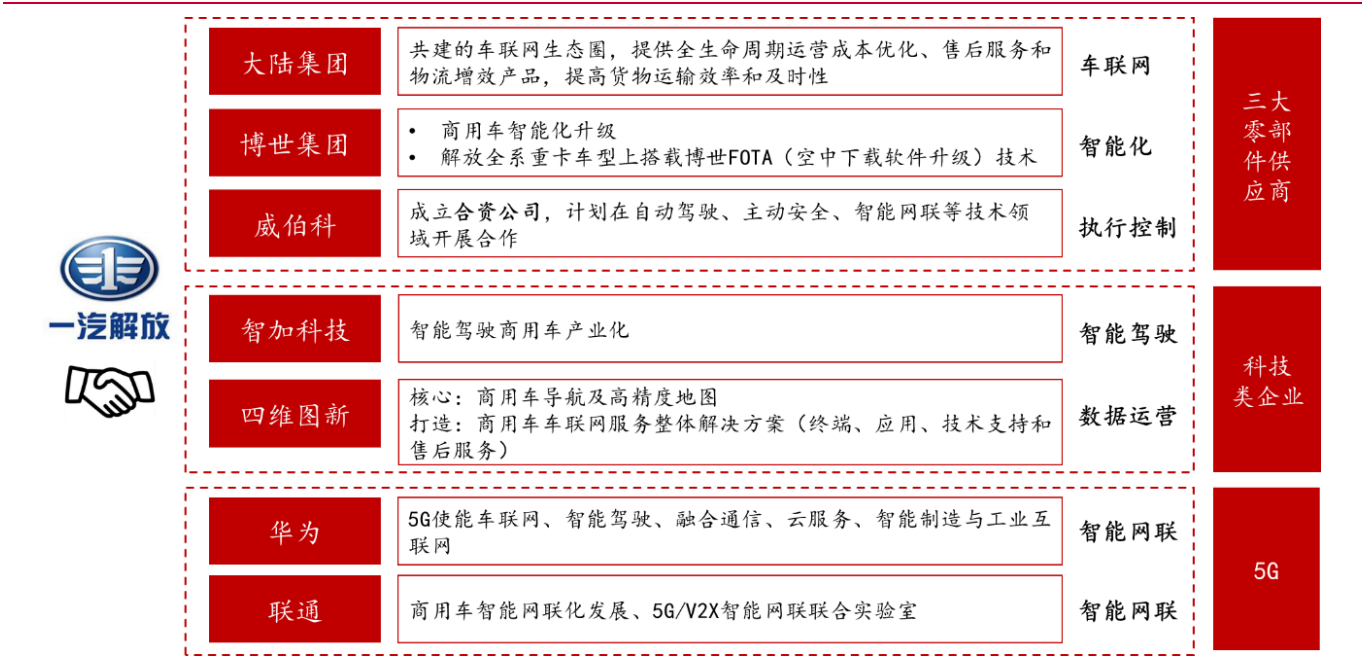 大陆集团
共建的车联网生态圈，提供全生命周期运营成本优化、售后服务和
物流增效产品，提高货物运输效率和及时性
车联网
博世集团
• 商用车智能化升级
• 解放全系重卡车型上搭载博世FOTA（空中下载软件升级）技术
智能化
威伯科
成立合资公司，计划在自动驾驶、主动安全、智能网联等技术领
域开展合作
执行控制
三大
零部
件供
应商
一汽解放
智加科技
智能驾驶商用车产业化
智能驾驶
四维图新
核心：商用车导航及高精度地图
打造：商用车车联网服务整体解决方案（终端、应用、技术支持和
售后服务）
数据运营
科技
类企业
华为
5G使能车联网、智能驾驶、融合通信、云服务、智能制造与工业互
联网
智能网联
联通
商用车智能网联化发展、5G/V2X智能网联联合实验室
智能网联
5G